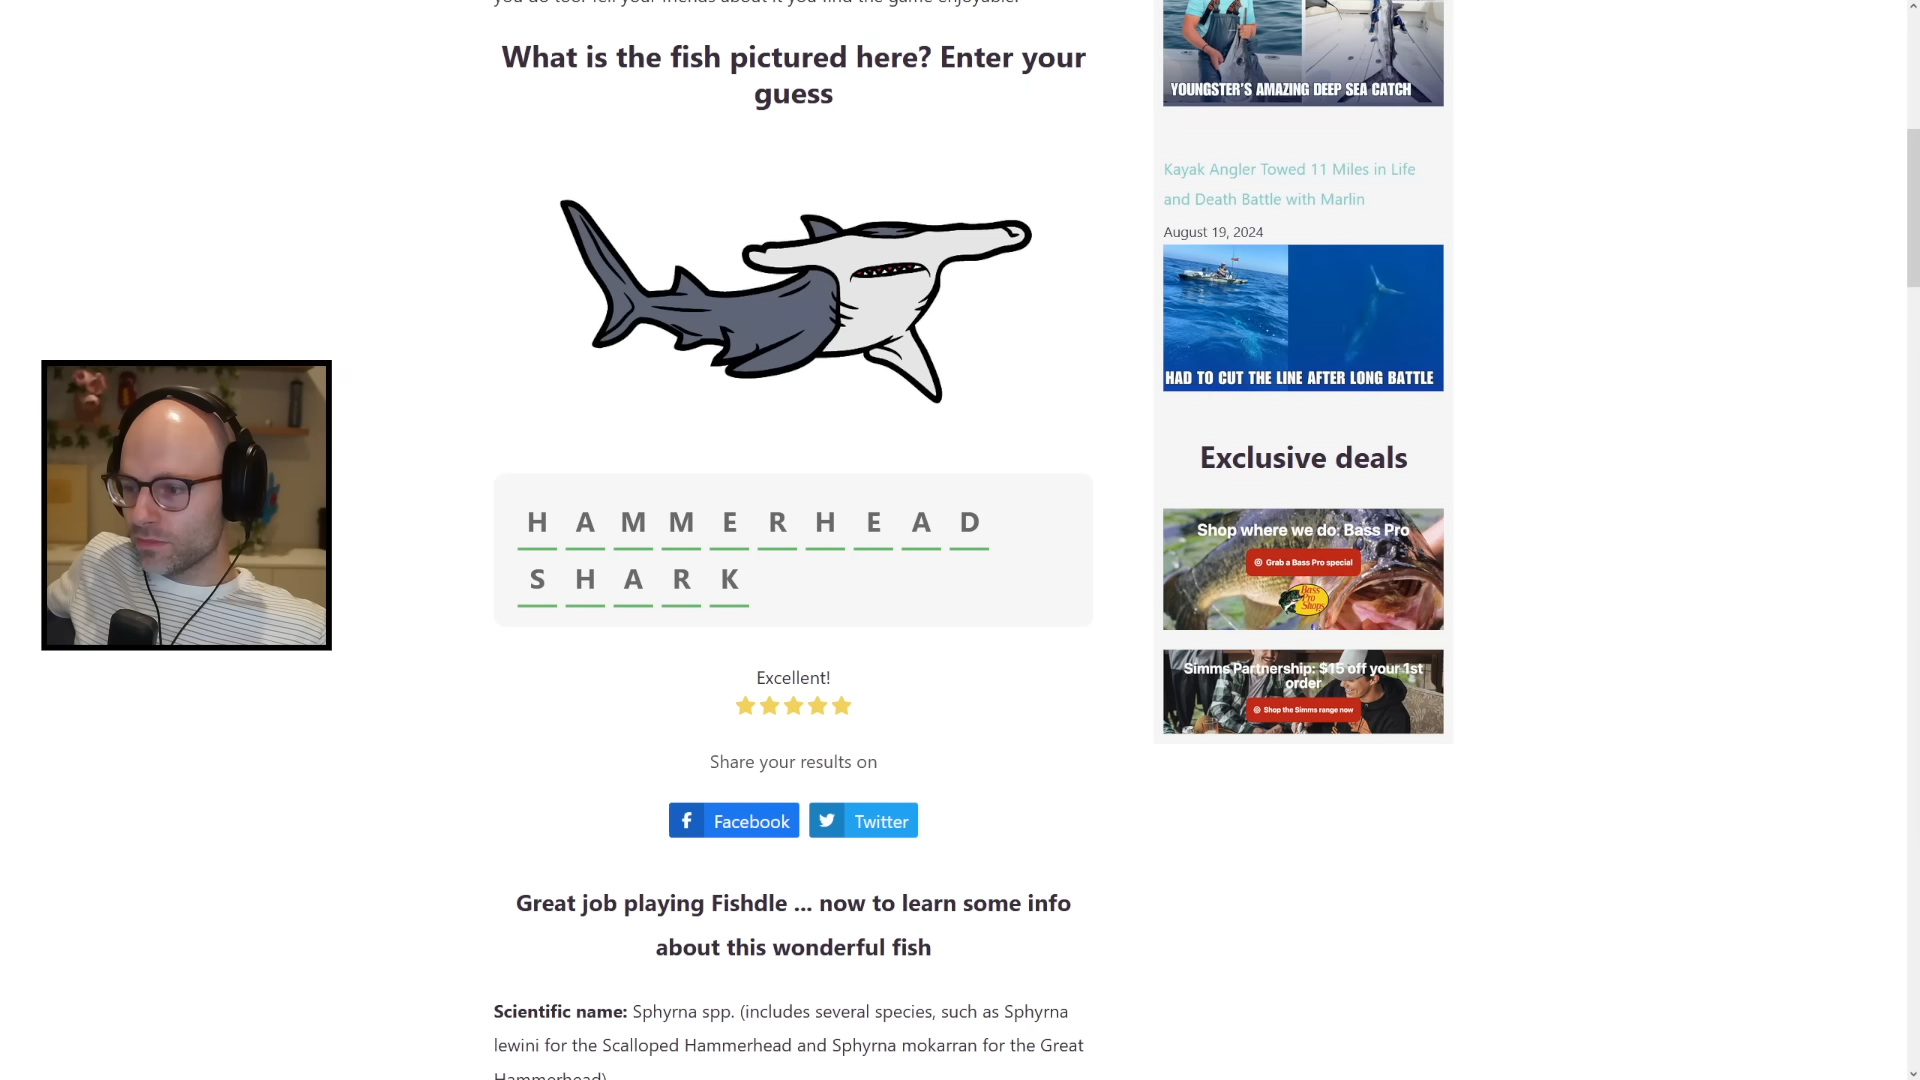 What is the fish pictured here? Enter your
guess
H A M M E R H E A D
S H A R K
Excellent!
Share your results on
Facebook
Twitter
Great job playing Fishdle ... now to learn some info
about this wonderful fish
Scientific name: Sphyrna spp. (includes several species, such as Sphyrna
lewini for the Scalloped Hammerhead and Sphyrna mokarran for the Great
Hammerhead)
YOUNGSTER'S AMAZING DEEP SEA CATCH
Kayak Angler Towed 11 Miles in Life
and Death Battle with Marlin
August 19, 2024
HAD TO CUT THE LINE AFTER LONG BATTLE
Exclusive deals
Shop where we do: Bass Pro
Grab a Bass Pro special
Bass
Pro
Shops
Simms Partnership: $15 off your 1st
order
Shop the Simms range now